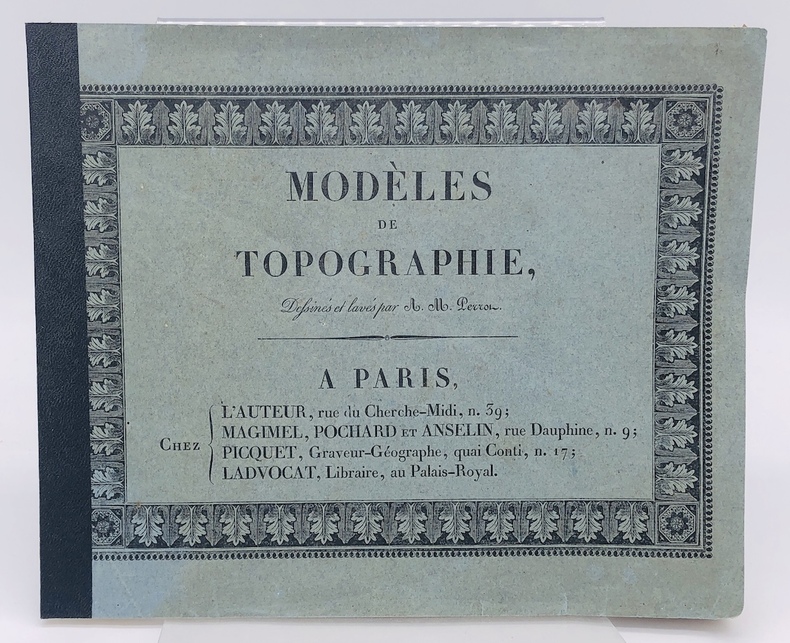 MODÈLES
DE
TOPOGRAPHIE,
Dessinés et lavés par A. M. Perrot.
A PARIS,
CHEZ
L'AUTEUR, rue du Cherche-Midi, n. 39;
MAGIMEL, POCHARD ET ANSELIN, rue Dauphine, n. 9;
PICQUET, Graveur-Géographe, quai Conti, n. 17;
LADVOCAT, Libraire, au Palais-Royal.